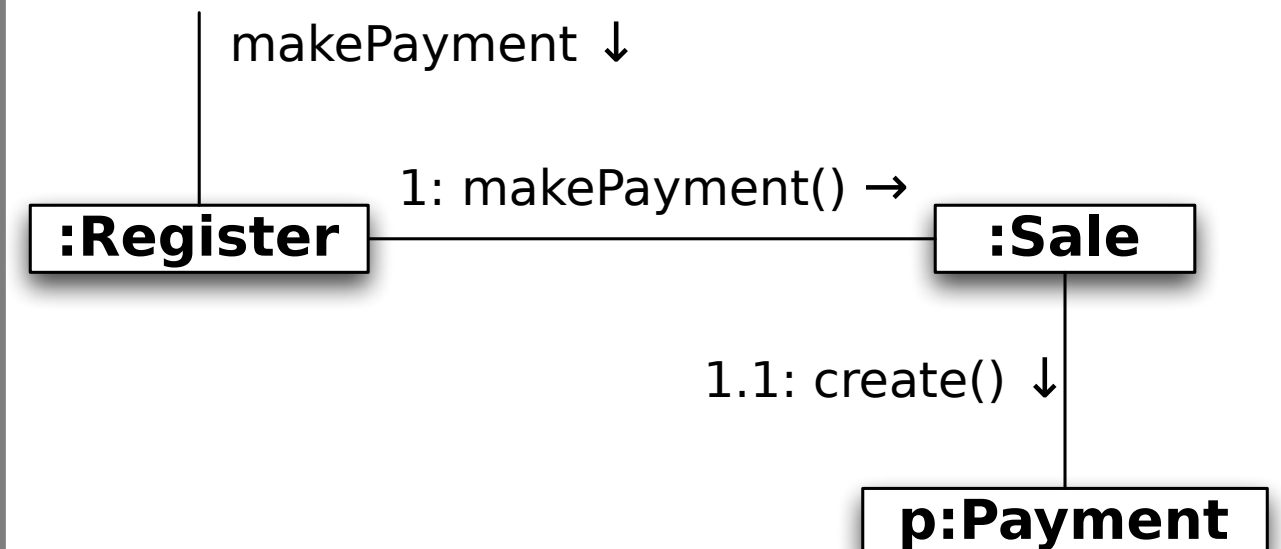 makePayment ↓
1: makePayment() →
:Register
:Sale
1.1: create() ↓
p:Payment